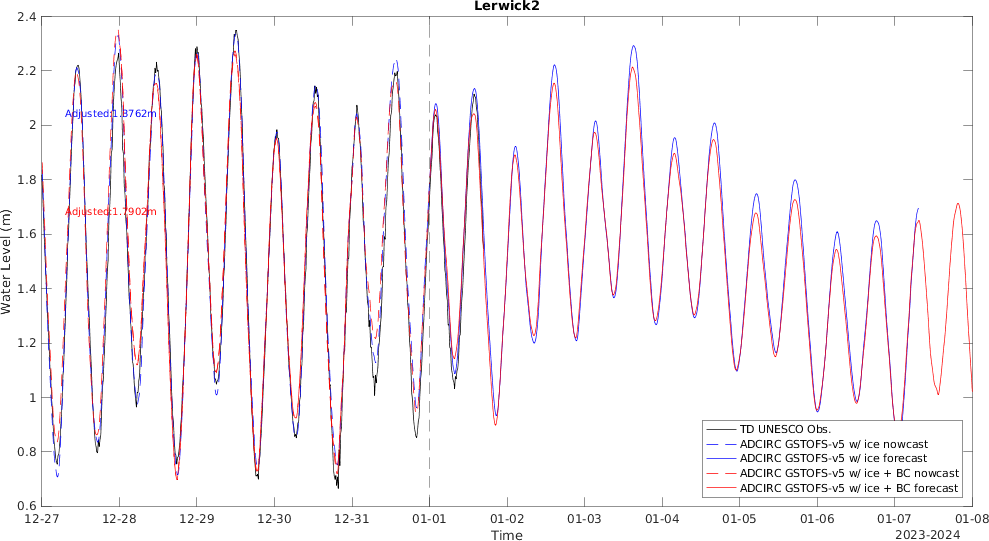 Lerwick2
2.4
2.2
2
1.8
1.6
1.4
1.2
1
0.8
0.6
Water Level (m)
Adjusted:1.8762m
Adjusted:1.7902m
TD UNESCO Obs.
ADCIRC GSTOFS-v5 w/ ice nowcast
ADCIRC GSTOFS-v5 w/ ice forecast
ADCIRC GSTOFS-v5 w/ ice + BC nowcast
ADCIRC GSTOFS-v5 w/ ice + BC forecast
12-27 12-28 12-29 12-30 12-31 01-01 01-02 01-03 01-04 01-05 01-06 01-07 01-08
Time
2023-2024